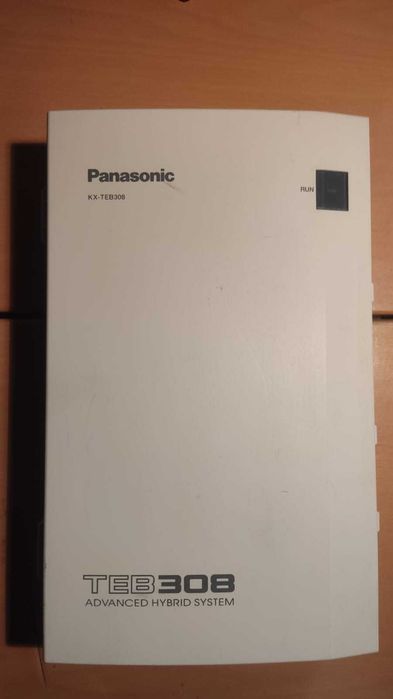 Panasonic
KX-TEB308
RUN
TEB308
ADVANCED HYBRID SYSTEM